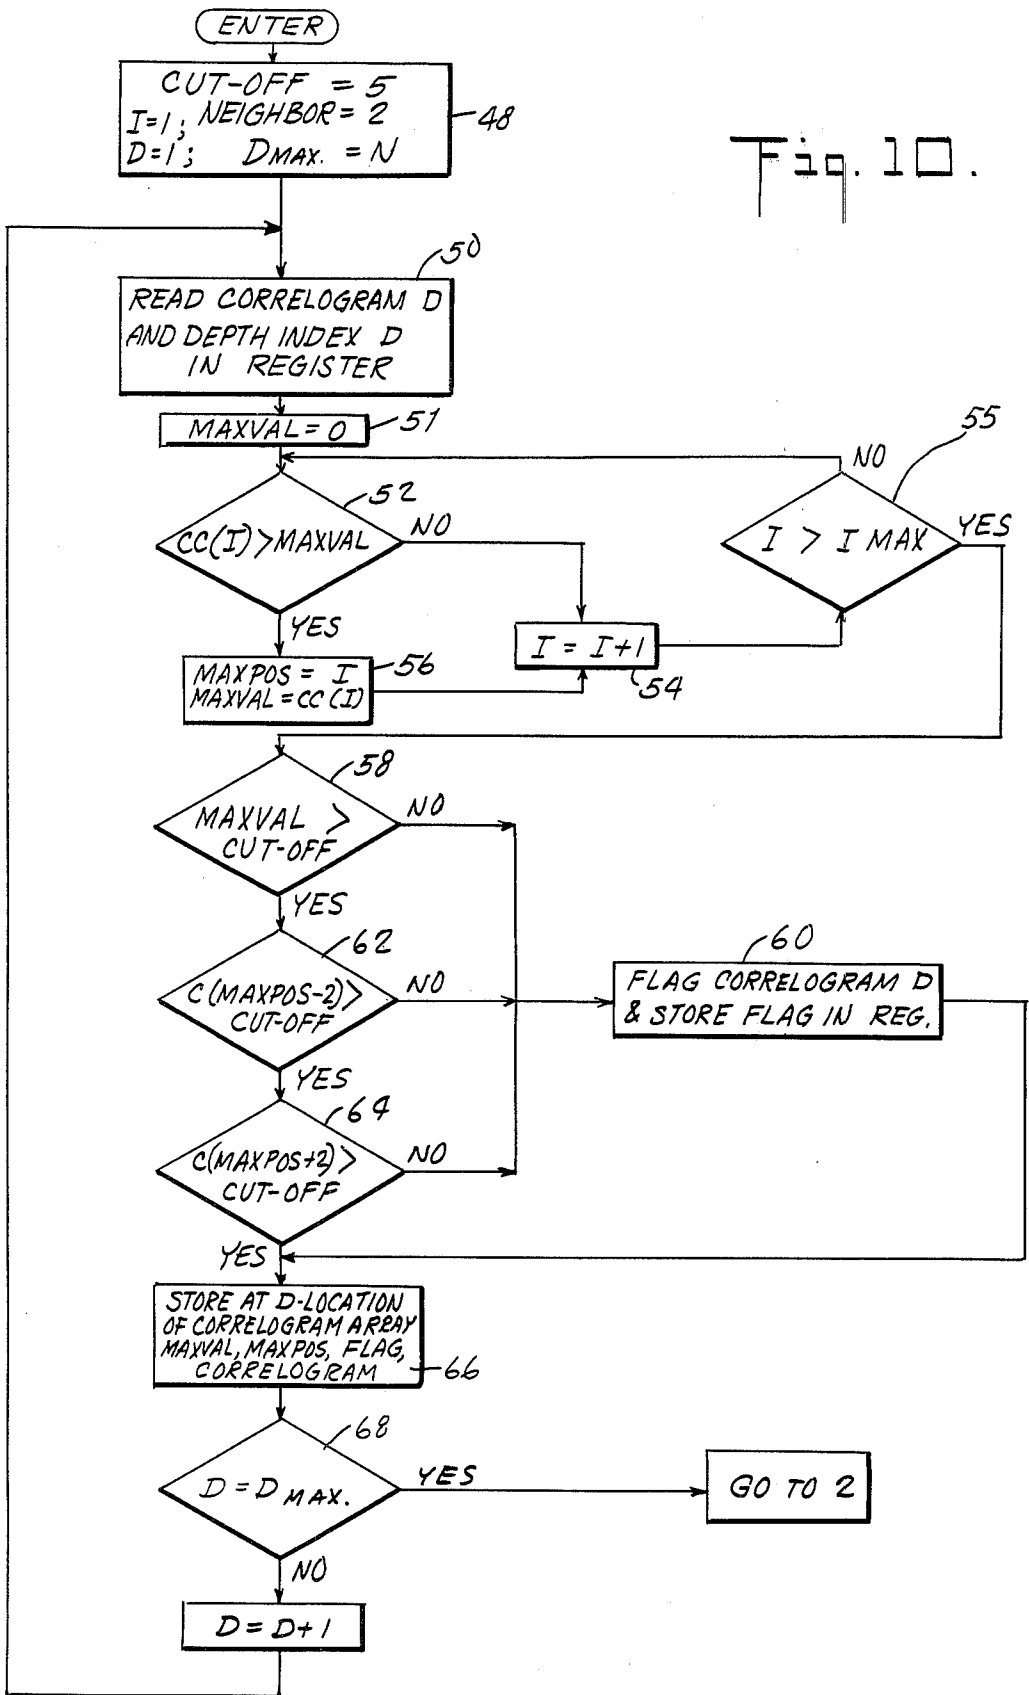 ENTER
CUT-OFF = 5
I=1; NEIGHBOR=2
D=1; DMAX. = N
48
Fig. 10.
50
READ CORRELOGRAM D
AND DEPTH INDEX D
IN REGISTER
MAXVAL=0
51
55
NO
52
CC(I)>MAXVAL
NO
I > I MAX
YES
YES
I = I+1
54
MAXPOS = I
MAXVAL=CC(I)
56
58
MAXVAL >
CUT-OFF
NO
YES
62
C(MAXPOS-2)>
CUT-OFF
NO
60
FLAG CORRELOGRAM D
& STORE FLAG IN REG.
YES
64
C(MAXPOS+2)>
CUT-OFF
NO
YES
STORE AT D-LOCATION
OF CORRELOGRAM ARRAY
MAXVAL, MAXPOS, FLAG,
CORRELOGRAM
66
68
D = D MAX.
YES
GO TO 2
NO
D = D+1